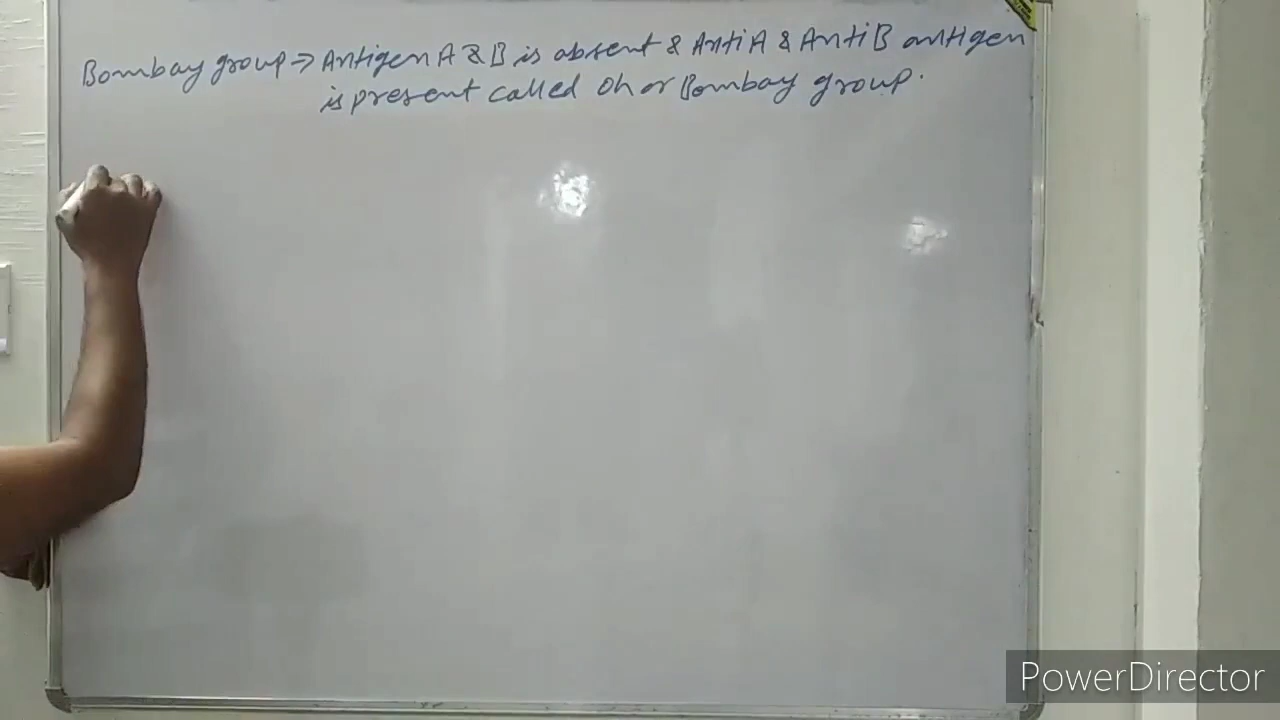 Bombay group → Antigen A & B is absent & Anti A & Anti B antigen
is present called Oh or Bombay group.
PowerDirector